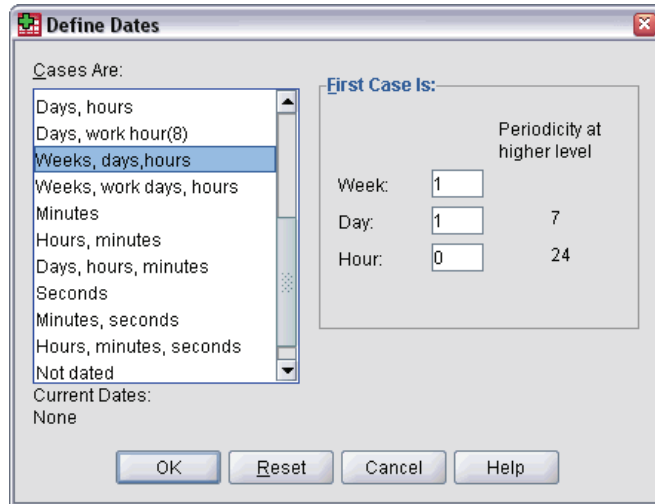 Define Dates
Cases Are:
Days, hours
Days, work hour(8)
Weeks, days,hours
Weeks, work days, hours
Minutes
Hours, minutes
Days, hours, minutes
Seconds
Minutes, seconds
Hours, minutes, seconds
Not dated
Current Dates:
None
First Case Is:
Periodicity at
higher level
Week: 1
Day: 1 7
Hour: 0 24
OK Reset Cancel Help